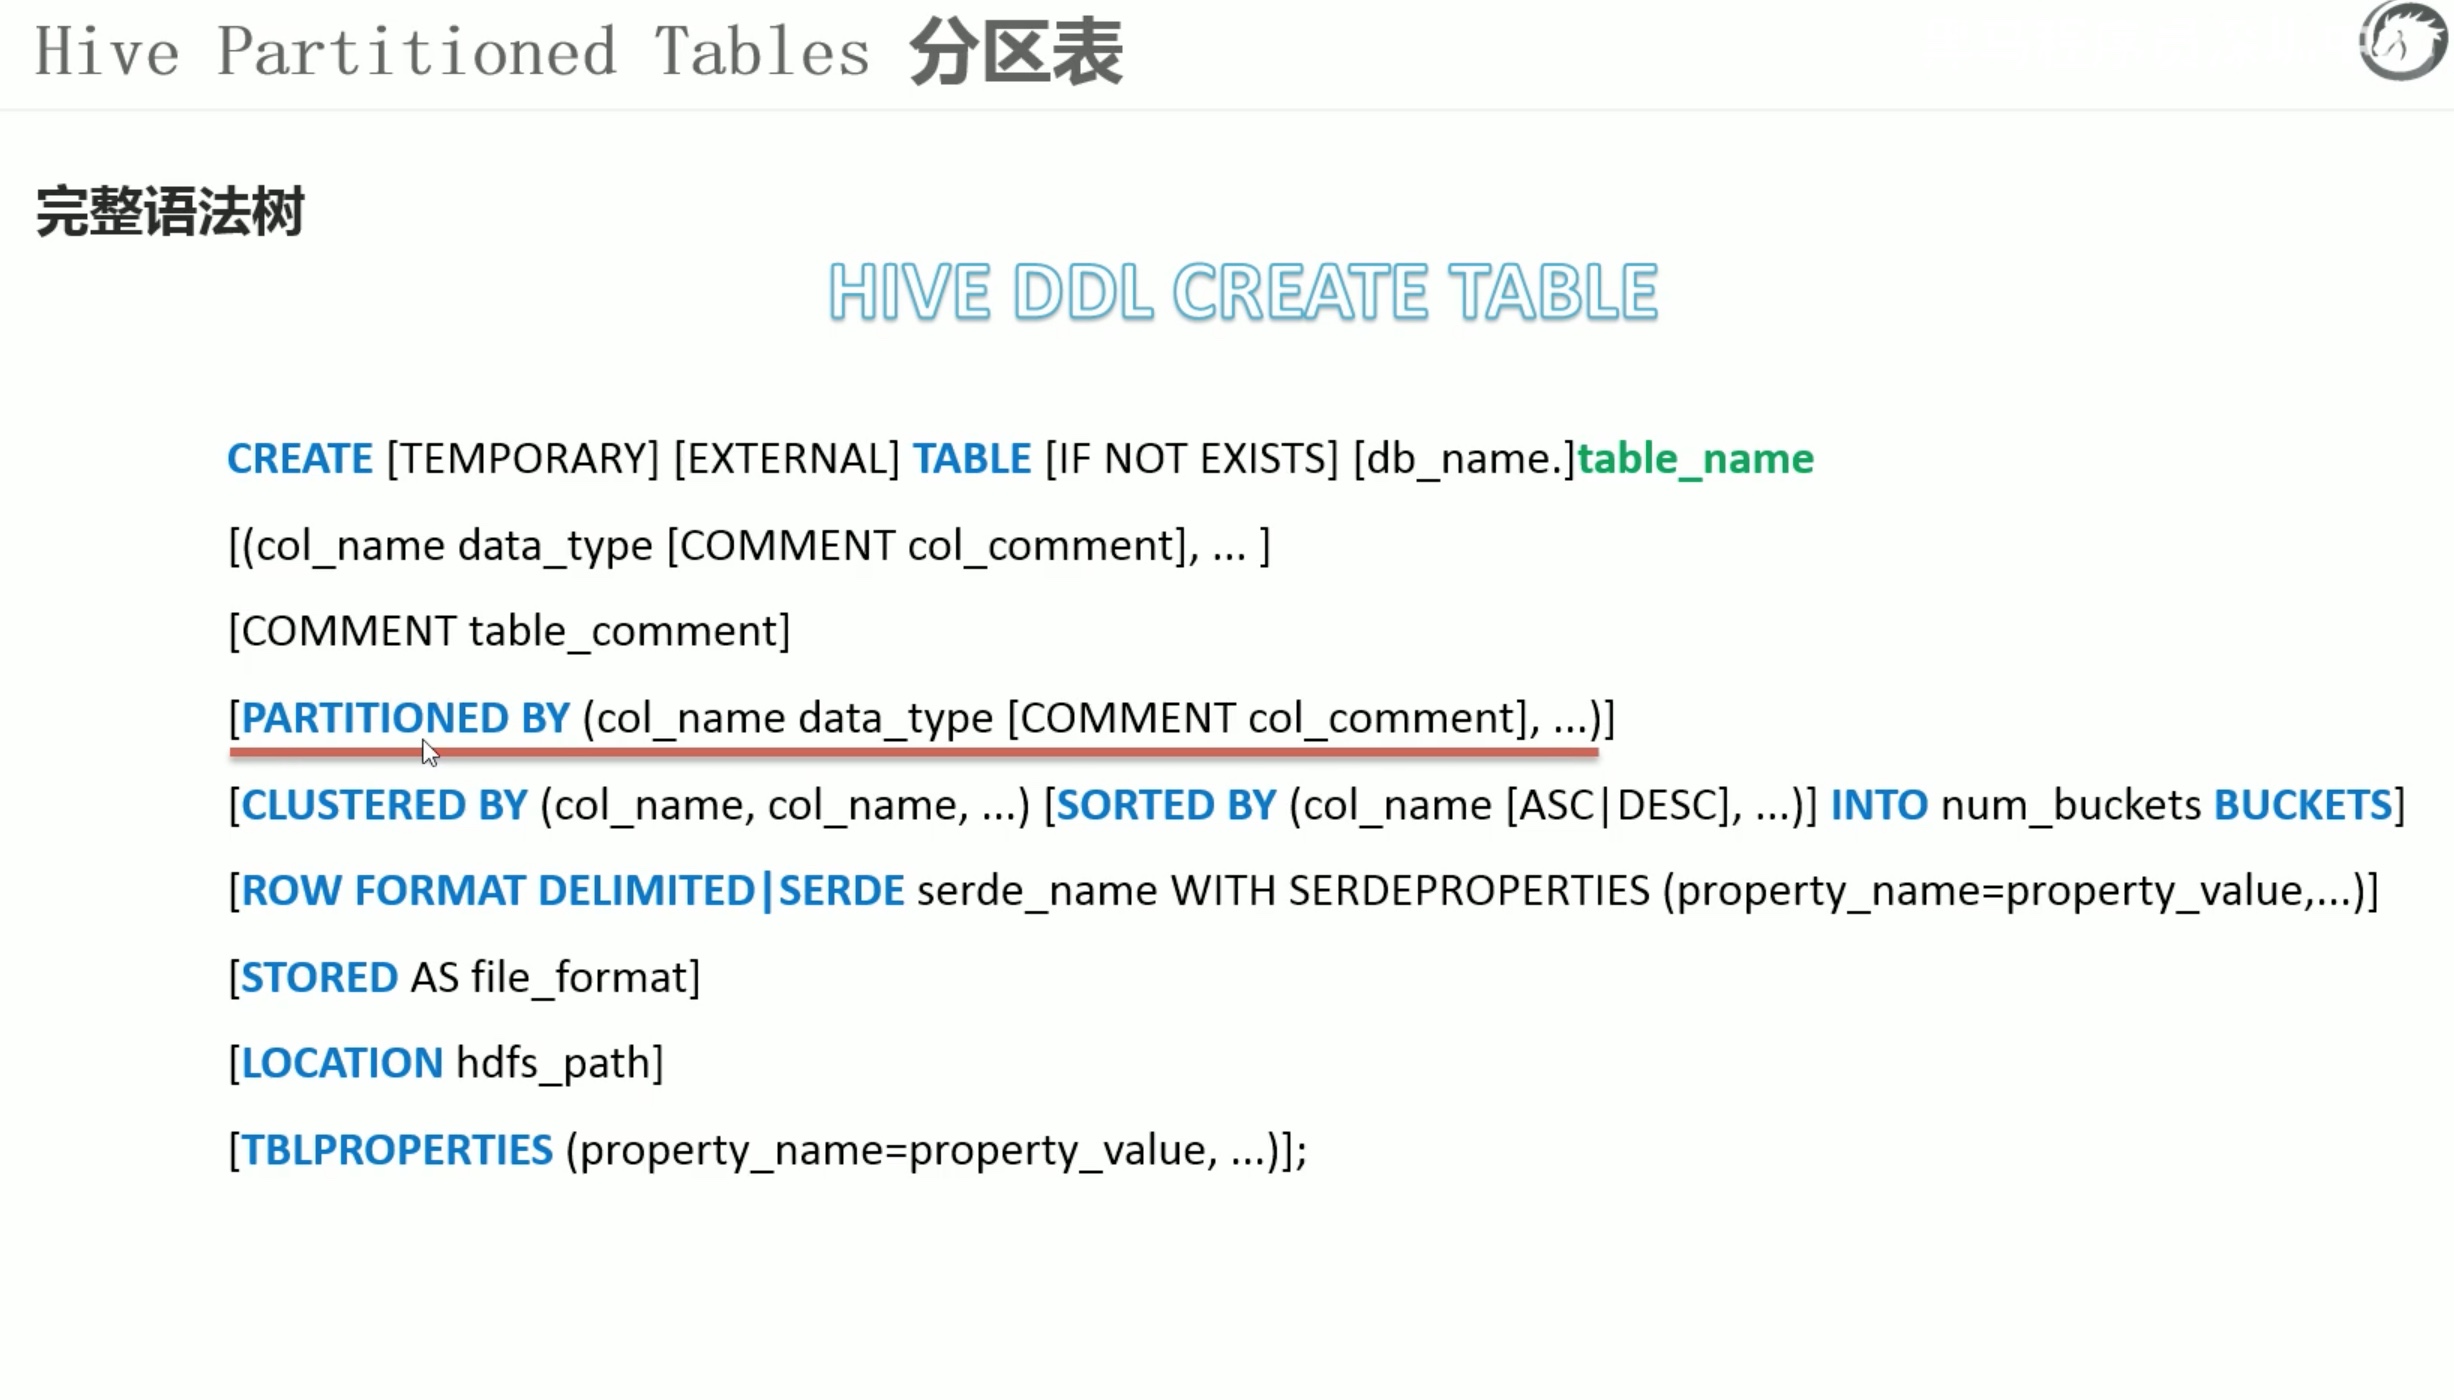 Hive Partitioned Tables 分区表
完整语法树
HIVE DDL CREATE TABLE
CREATE [TEMPORARY] [EXTERNAL] TABLE [IF NOT EXISTS] [db_name.]table_name
[(col_name data_type [COMMENT col_comment], ... ]
[COMMENT table_comment]
[PARTITIONED BY (col_name data_type [COMMENT col_comment], ...)]
[CLUSTERED BY (col_name, col_name, ...) [SORTED BY (col_name [ASC|DESC], ...)] INTO num_buckets BUCKETS]
[ROW FORMAT DELIMITED|SERDE serde_name WITH SERDEPROPERTIES (property_name=property_value,...)]
[STORED AS file_format]
[LOCATION hdfs_path]
[TBLPROPERTIES (property_name=property_value, ...)];